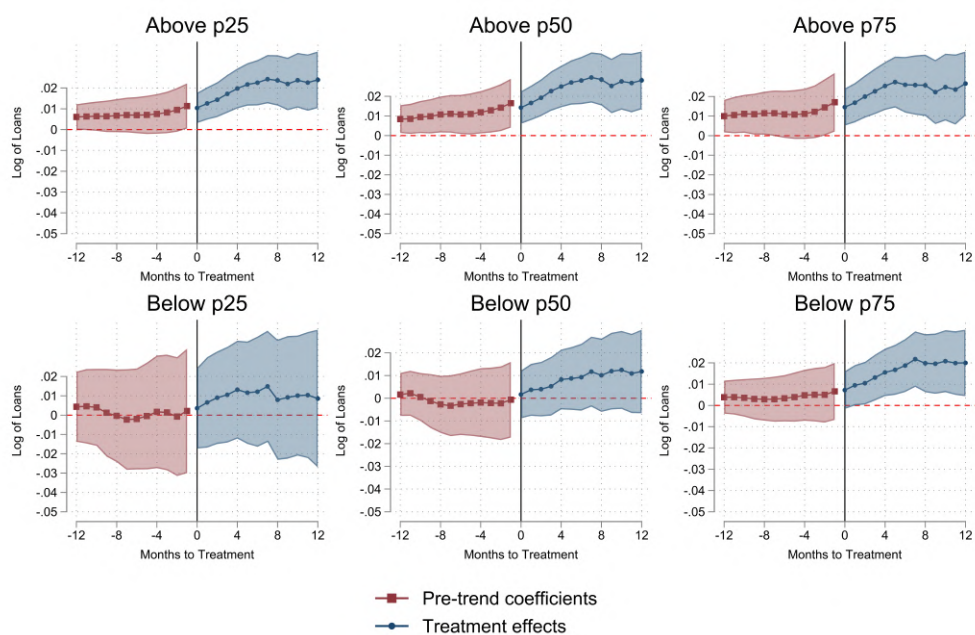 Above p25
Above p50
Above p75
Log of Loans
.02
.01
0
-.01
-.02
-.03
-.04
-.05
-12 -8 -4 0 4 8 12
Months to Treatment
Log of Loans
.02
.01
0
-.01
-.02
-.03
-.04
-.05
-12 -8 -4 0 4 8 12
Months to Treatment
Log of Loans
.02
.01
0
-.01
-.02
-.03
-.04
-.05
-12 -8 -4 0 4 8 12
Months to Treatment
Below p25
Below p50
Below p75
Log of Loans
.02
.01
0
-.01
-.02
-.03
-.04
-.05
-12 -8 -4 0 4 8 12
Months to Treatment
Log of Loans
.02
.01
0
-.01
-.02
-.03
-.04
-.05
-12 -8 -4 0 4 8 12
Months to Treatment
Log of Loans
.02
.01
0
-.01
-.02
-.03
-.04
-.05
-12 -8 -4 0 4 8 12
Months to Treatment
Pre-trend coefficients
Treatment effects